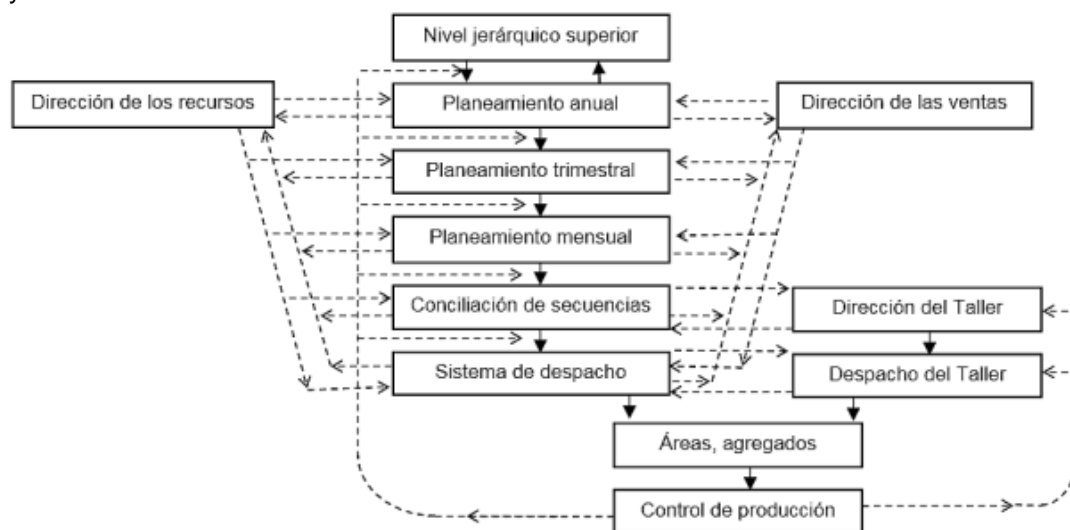 Nivel jerárquico superior
Dirección de los recursos
Planeamiento anual
Dirección de las ventas
Planeamiento trimestral
Planeamiento mensual
Conciliación de secuencias
Dirección del Taller
Sistema de despacho
Despacho del Taller
Áreas, agregados
Control de producción